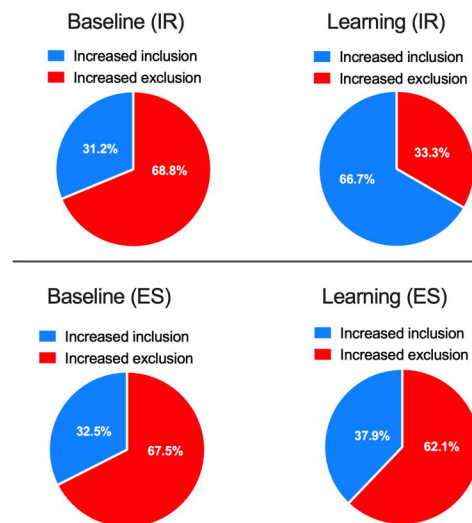 Baseline (IR)
Increased inclusion
Increased exclusion
31.2%
68.8%
Learning (IR)
Increased inclusion
Increased exclusion
33.3%
66.7%
Baseline (ES)
Increased inclusion
Increased exclusion
32.5%
67.5%
Learning (ES)
Increased inclusion
Increased exclusion
37.9%
62.1%